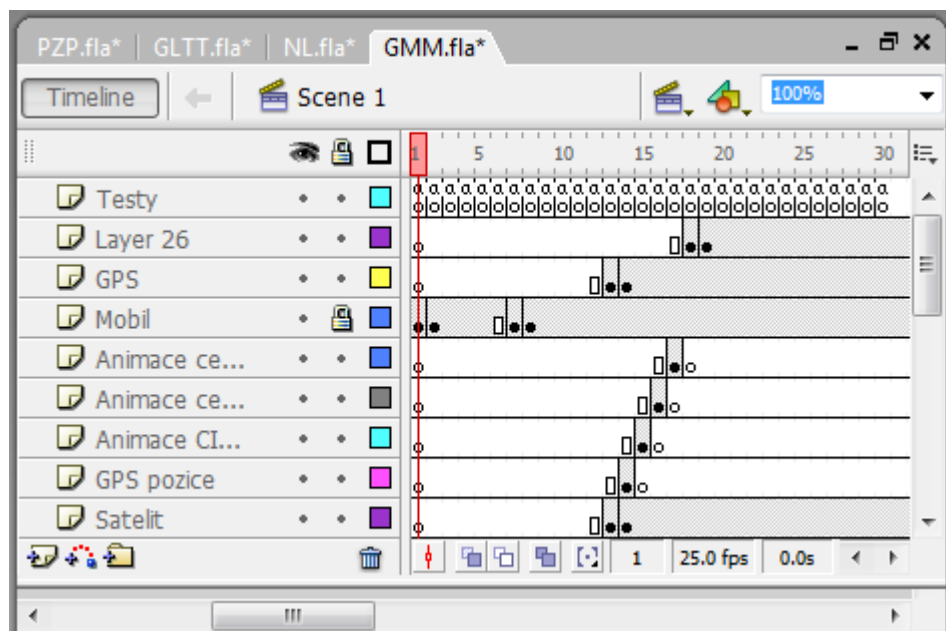 PZP.fla* GLTT.fla* NL.fla* GMM.fla*
Timeline Scene 1 100%
1 5 10 15 20 25 30
Testy a a a a a a a a a a a a a a a a a a a a a a a a a a a a a a
Layer 26
GPS
Mobil
Animace ce...
Animace ce...
Animace CI...
GPS pozice
Satelit
1 25.0 fps 0.0s